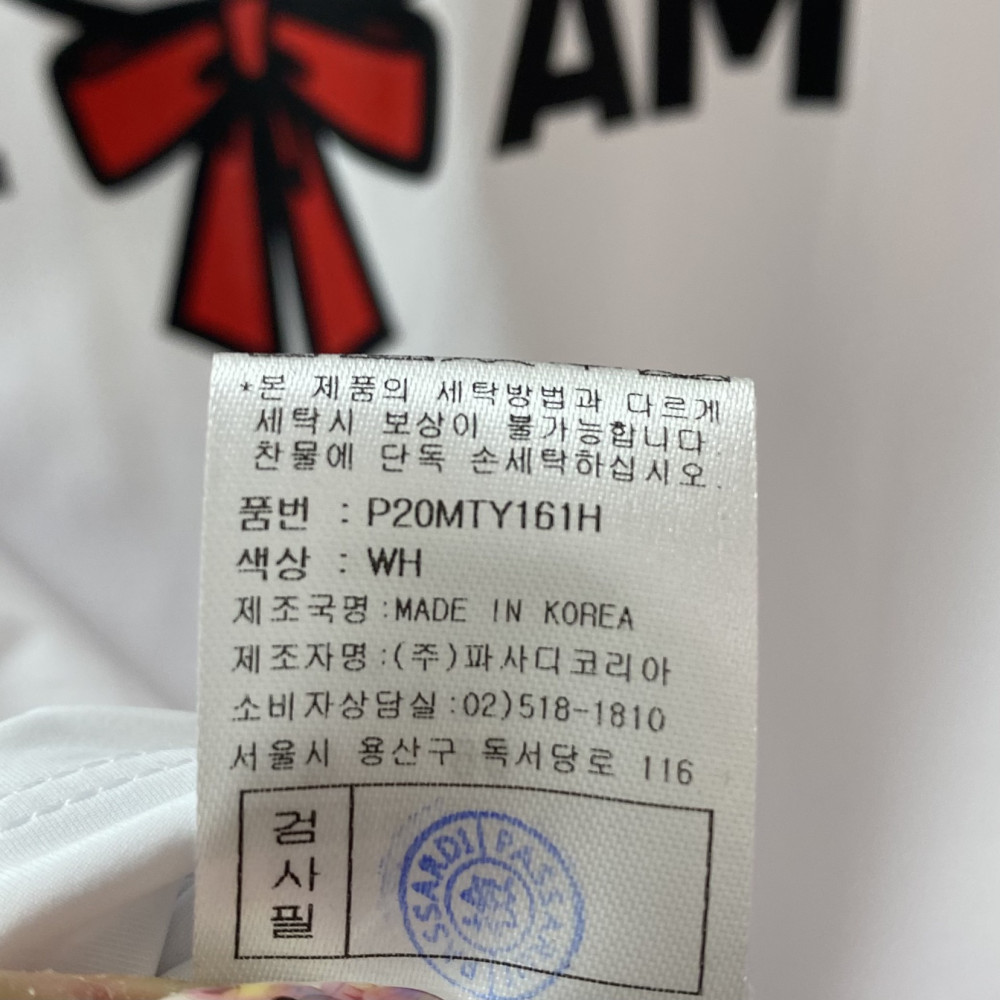 AM
*본 제품의 세탁방법과 다르게
세탁시 보상이 불가능합니다.
찬물에 단독 손세탁하십시오.
품번 : P20MTY161H
색상 : WH
제조국명:MADE IN KOREA
제조자명:(주)파사디코리아
소비자상담실:02)518-1810
서울시 용산구 독서당로 116
검사필
PASSARDI PASSARDI